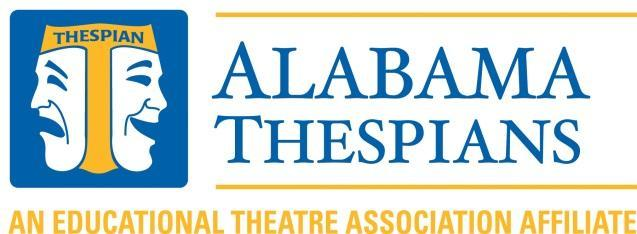 THESPIAN
ALABAMA
THESPIANS
AN EDUCATIONAL THEATRE ASSOCIATION AFFILIATE